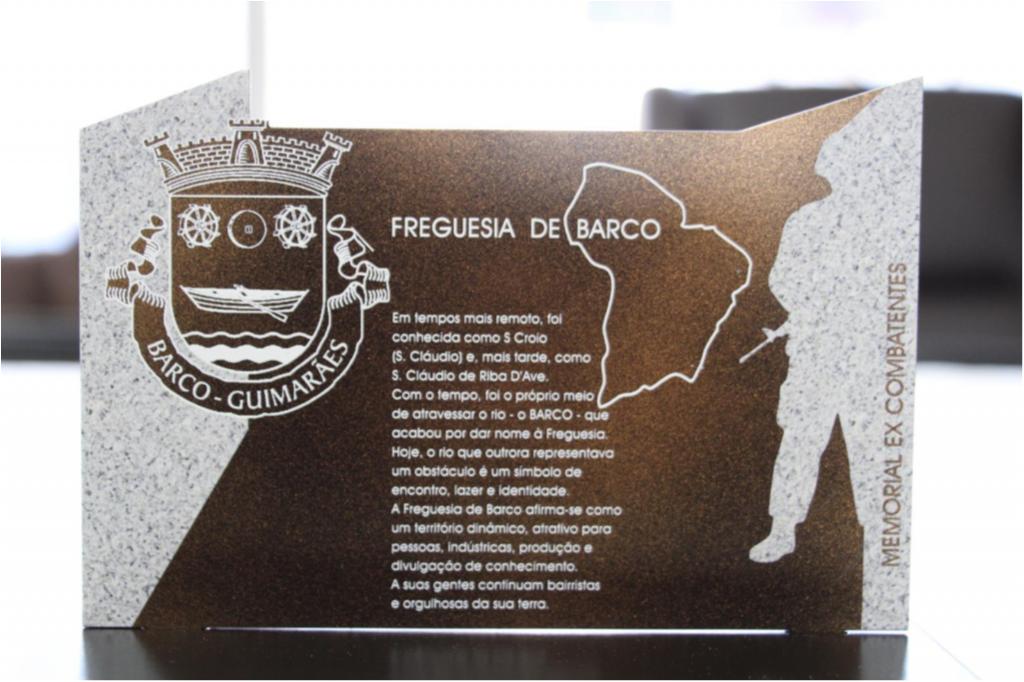 BARCO - GUIMARÃES
FREGUESIA DE BARCO
Em tempos mais remoto, foi
conhecida como S Croio
(S. Cláudio) e, mais tarde, como
S. Cláudio de Riba D'Ave.
Com o tempo, foi o próprio meio
de atravessar o rio - o BARCO - que
acabou por dar nome à Freguesia.
Hoje, o rio que outrora representava
um obstáculo é um símbolo de
encontro, lazer e identidade.
A Freguesia de Barco afirma-se como
um território dinâmico, atrativo para
pessoas, indústricas, produção e
divulgação de conhecimento.
A suas gentes continuam bairristas
e orgulhosas da sua terra.
MEMORIAL EX COMBATENTES